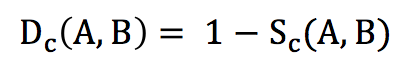 D_c(A, B) = 1 − S_c(A, B)